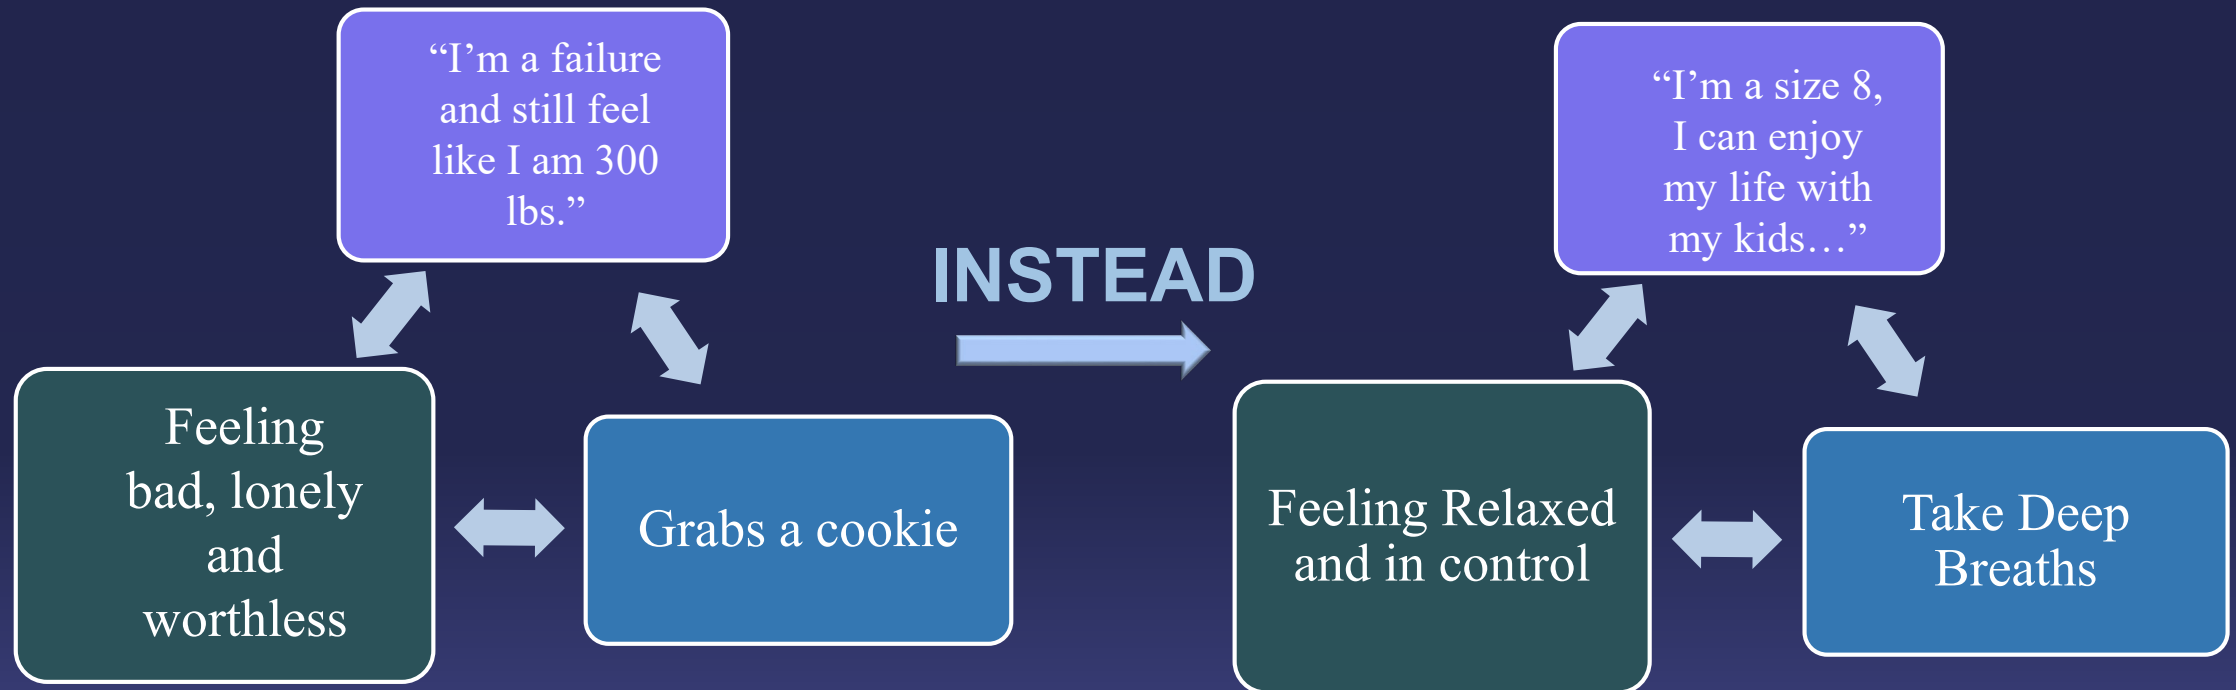 “I’m a failure
and still feel
like I am 300
lbs.”
Feeling
bad, lonely
and
worthless
Grabs a cookie
INSTEAD
“I’m a size 8,
I can enjoy
my life with
my kids…”
Feeling Relaxed
and in control
Take Deep
Breaths